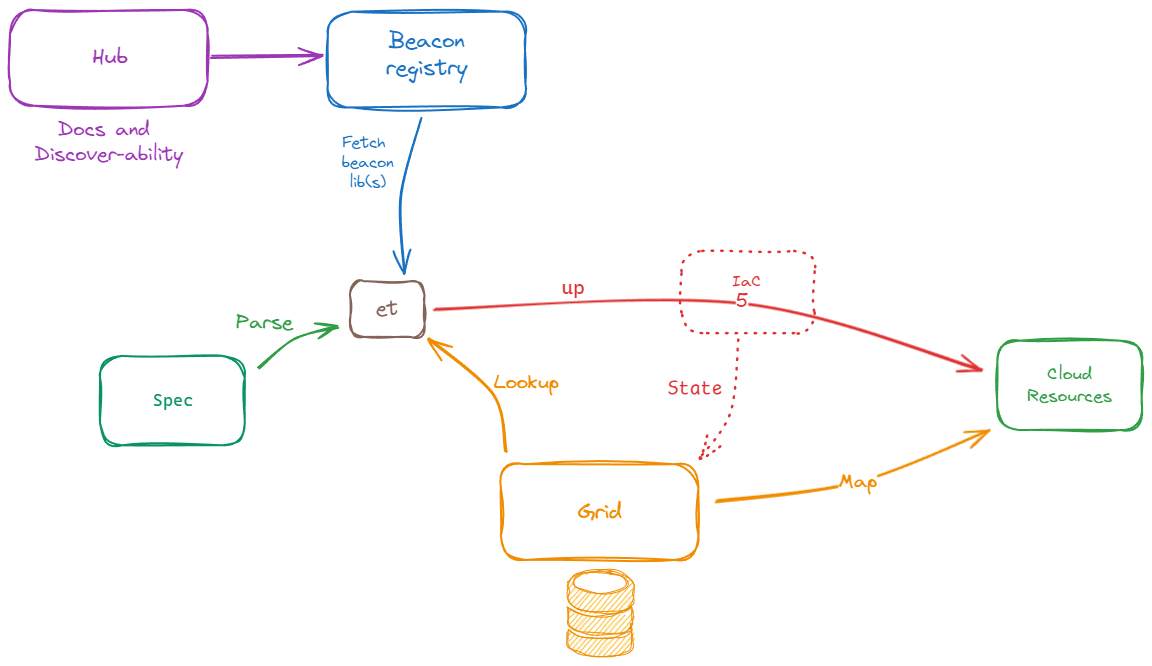 Hub
Beacon
registry
Docs and
Discover-ability
Fetch
beacon
lib(s)
et
up
IaC
5
Parse
Spec
Lookup
State
Cloud
Resources
Map
Grid